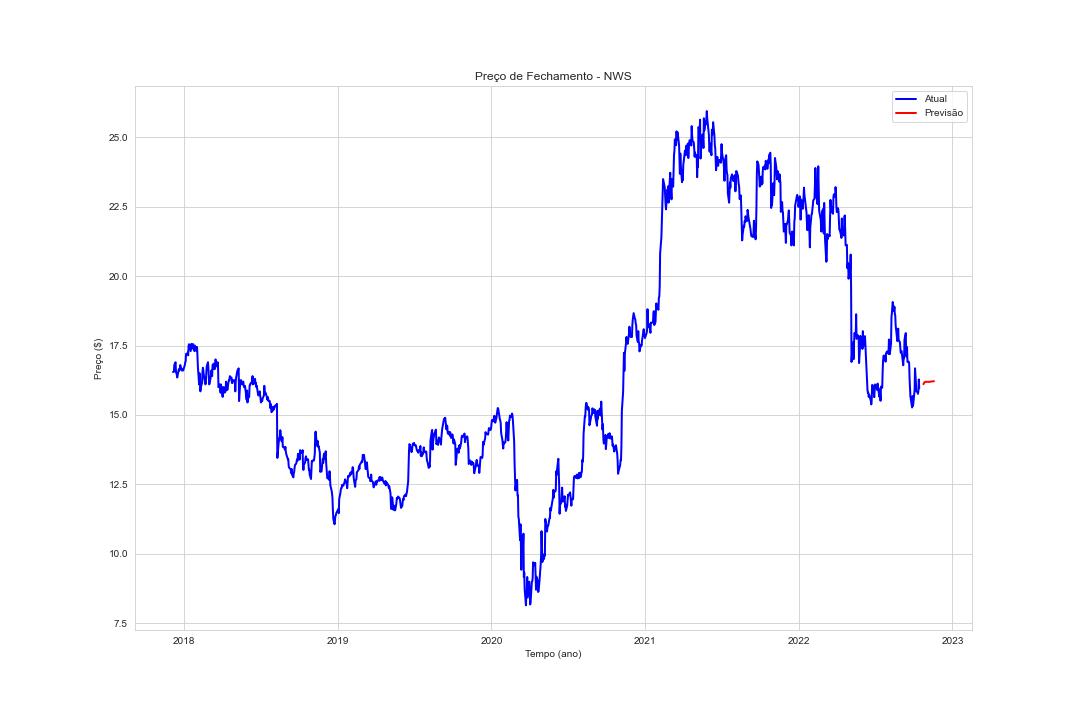 Preço de Fechamento - NWS
Atual
Previsão
25.0
22.5
20.0
17.5
15.0
12.5
10.0
7.5
Preço ($)
2018 2019 2020 2021 2022 2023
Tempo (ano)